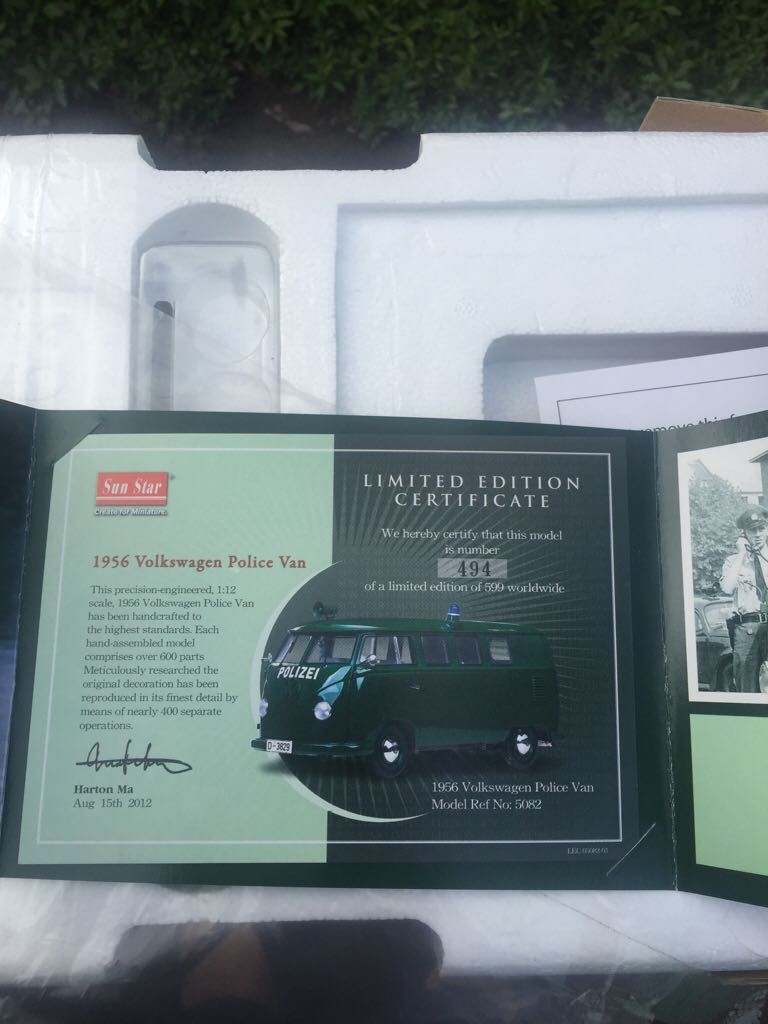 Sun Star
Create for Miniature.
1956 Volkswagen Police Van
This precision-engineered, 1:12
scale, 1956 Volkswagen Police Van
has been handcrafted to
the highest standards. Each
hand-assembled model
comprises over 600 parts
Meticulously researched the
original decoration has been
reproduced in its finest detail by
means of nearly 400 separate
operations.
Harton Ma
Aug 15th 2012
LIMITED EDITION
CERTIFICATE
We hereby certify that this model
is number
494
of a limited edition of 599 worldwide
POLIZEI
D-3829
1956 Volkswagen Police Van
Model Ref No: 5082